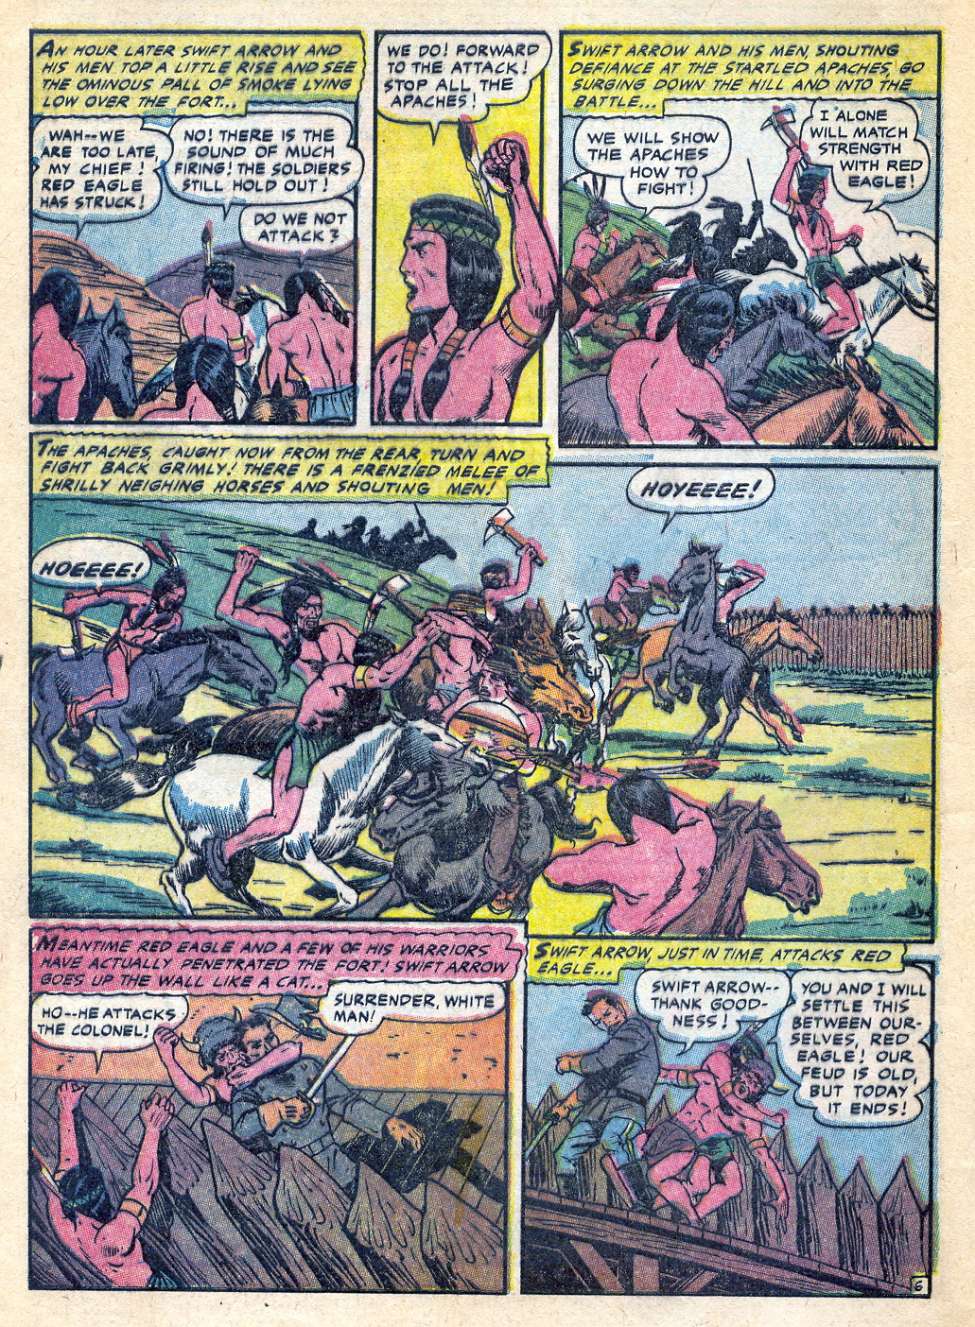 AN HOUR LATER SWIFT ARROW AND
HIS MEN TOP A LITTLE RISE AND SEE
THE OMINOUS PALL OF SMOKE LYING
LOW OVER THE FORT...
WAH--WE
ARE TOO LATE,
MY CHIEF!
RED EAGLE
HAS STRUCK!
NO! THERE IS THE
SOUND OF MUCH
FIRING! THE SOLDIERS
STILL HOLD OUT!
DO WE NOT
ATTACK?
WE DO! FORWARD
TO THE ATTACK!
STOP ALL THE
APACHES!
SWIFT ARROW AND HIS MEN, SHOUTING
DEFIANCE AT THE STARTLED APACHES, GO
SURGING DOWN THE HILL AND INTO THE
BATTLE...
WE WILL SHOW
THE APACHES
HOW TO
FIGHT!
I ALONE
WILL MATCH
STRENGTH
WITH RED
EAGLE!
THE APACHES, CAUGHT NOW FROM THE REAR, TURN AND
FIGHT BACK GRIMLY! THERE IS A FRENZIED MELEE OF
SHRILLY NEIGHING HORSES AND SHOUTING MEN!
HOEEEE!
HOYEEEE!
MEANTIME RED EAGLE AND A FEW OF HIS WARRIORS
HAVE ACTUALLY PENETRATED THE FORT! SWIFT ARROW
GOES UP THE WALL LIKE A CAT...
HO--HE ATTACKS
THE COLONEL!
SURRENDER, WHITE
MAN!
SWIFT ARROW, JUST IN TIME, ATTACKS RED
EAGLE...
SWIFT ARROW--
THANK GOOD-
NESS!
YOU AND I WILL
SETTLE THIS
BETWEEN OUR-
SELVES, RED
EAGLE! OUR
FEUD IS OLD,
BUT TODAY
IT ENDS!
6